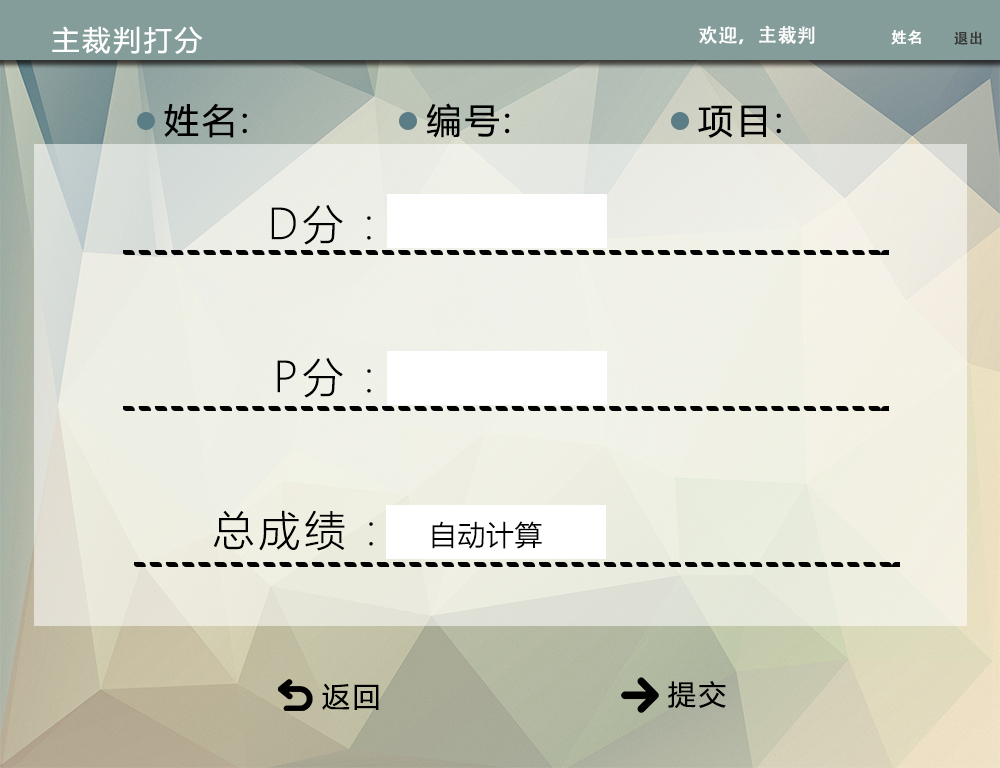 主裁判打分
欢迎，主裁判 姓名 退出
姓名: 编号: 项目:
D分：
P分：
总成绩： 自动计算
返回 提交